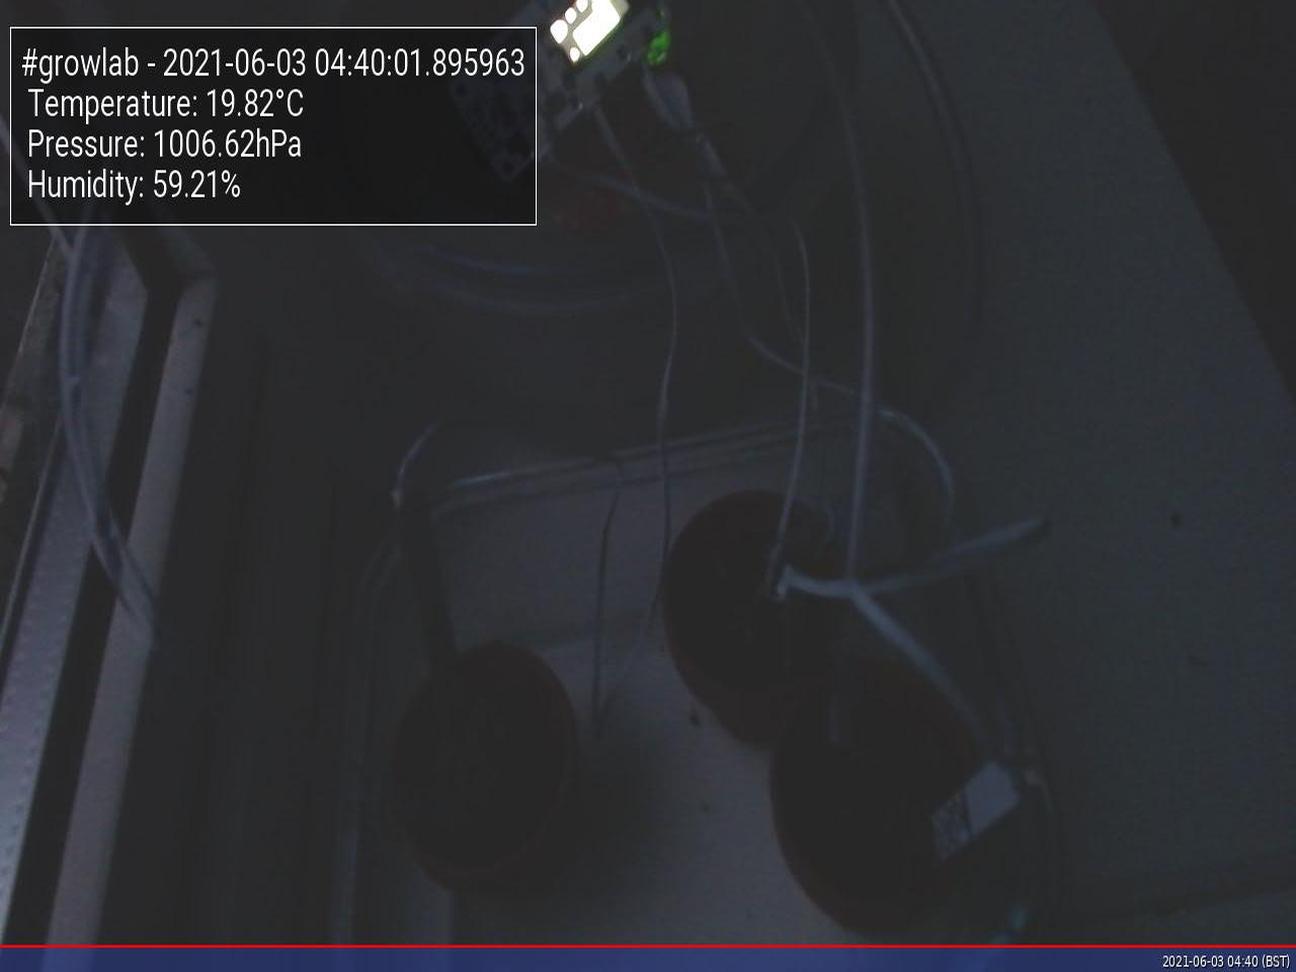 #growlab - 2021-06-03 04:40:01.895963
Temperature: 19.82°C
Pressure: 1006.62hPa
Humidity: 59.21%
2021-06-03 04:40 (BST)